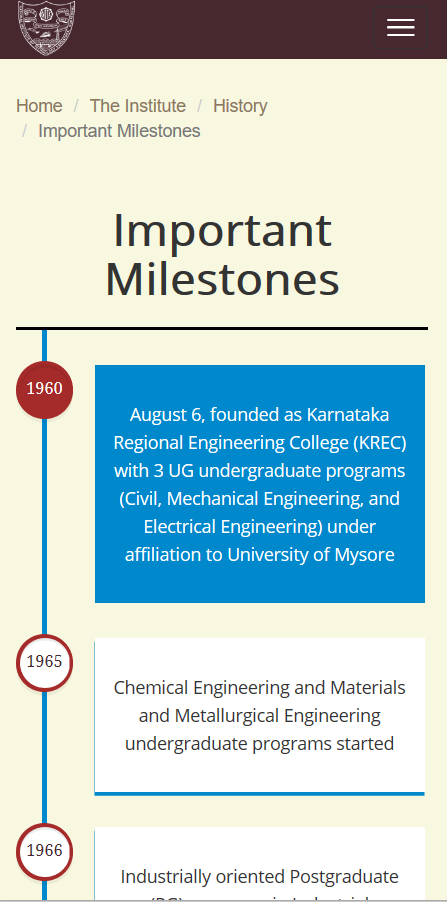 Home / The Institute / History
/ Important Milestones
Important
Milestones
1960
August 6, founded as Karnataka
Regional Engineering College (KREC)
with 3 UG undergraduate programs
(Civil, Mechanical Engineering, and
Electrical Engineering) under
affiliation to University of Mysore
1965
Chemical Engineering and Materials
and Metallurgical Engineering
undergraduate programs started
1966
Industrially oriented Postgraduate